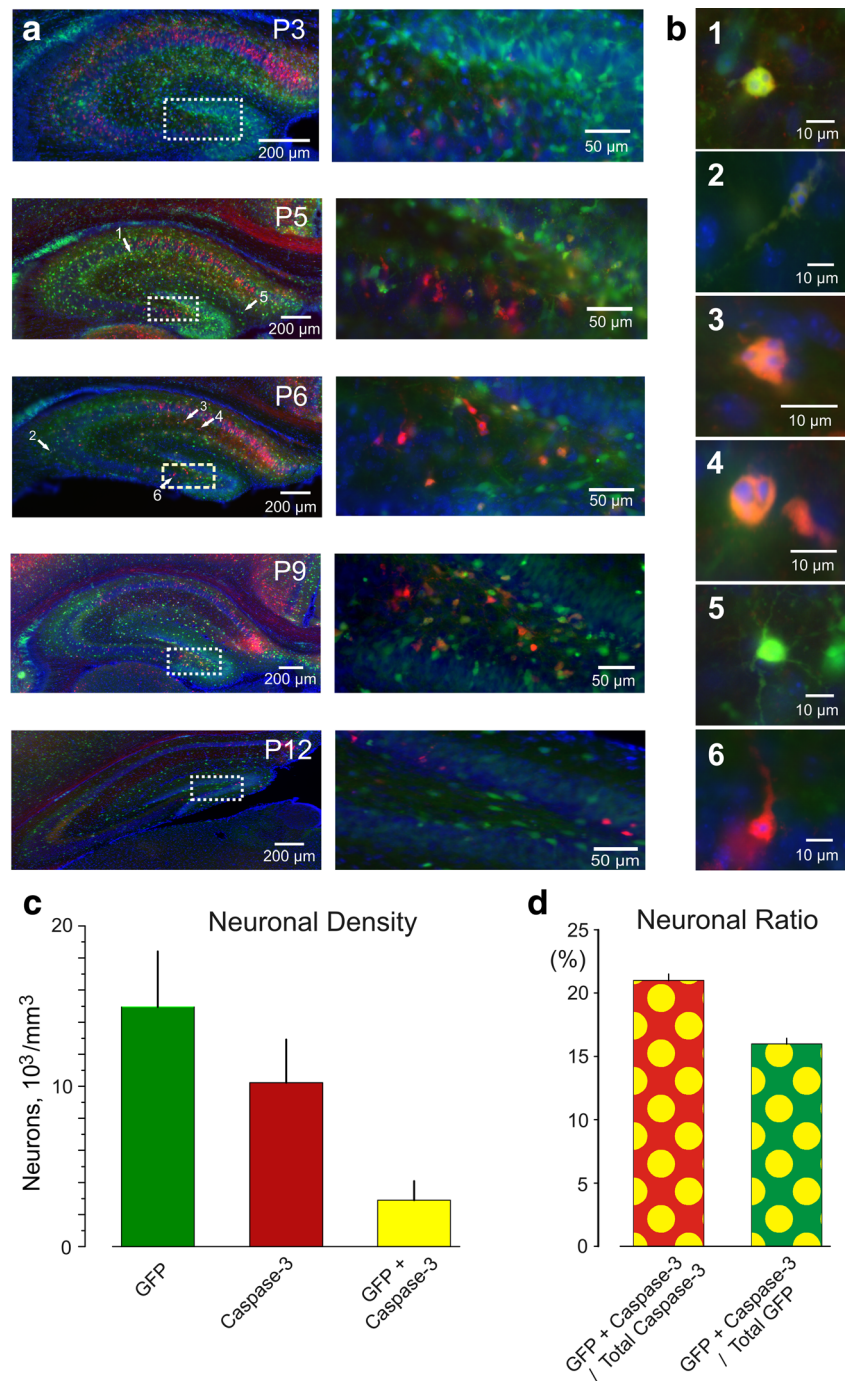 a
P3
200 µm
50 µm
P5
1
5
200 µm
50 µm
P6
3
4
2
6
200 µm
50 µm
P9
200 µm
50 µm
P12
200 µm
50 µm
b
1
10 µm
2
10 µm
3
10 µm
4
10 µm
5
10 µm
6
10 µm
c
Neuronal Density
Neurons, 10³/mm³
20
10
0
GFP
Caspase-3
GFP +
Caspase-3
d
Neuronal Ratio
(%)
25
20
15
10
5
0
GFP + Caspase-3
/ Total Caspase-3
GFP + Caspase-3
/ Total GFP